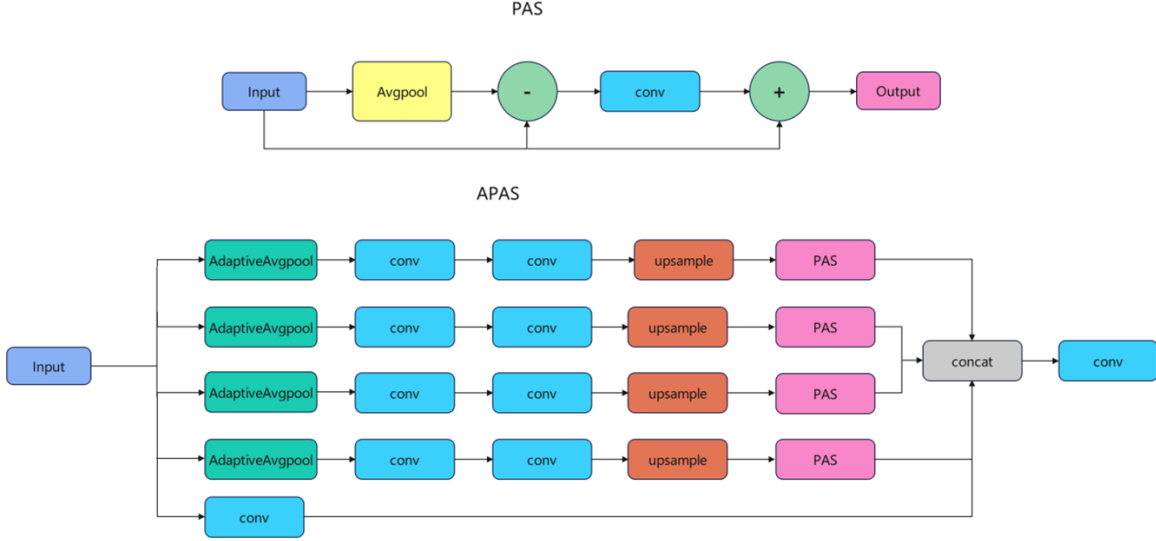 PAS
Input
Avgpool
-
conv
+
Output
APAS
AdaptiveAvgpool
conv
conv
upsample
PAS
AdaptiveAvgpool
conv
conv
upsample
PAS
Input
concat
conv
AdaptiveAvgpool
conv
conv
upsample
PAS
AdaptiveAvgpool
conv
conv
upsample
PAS
conv